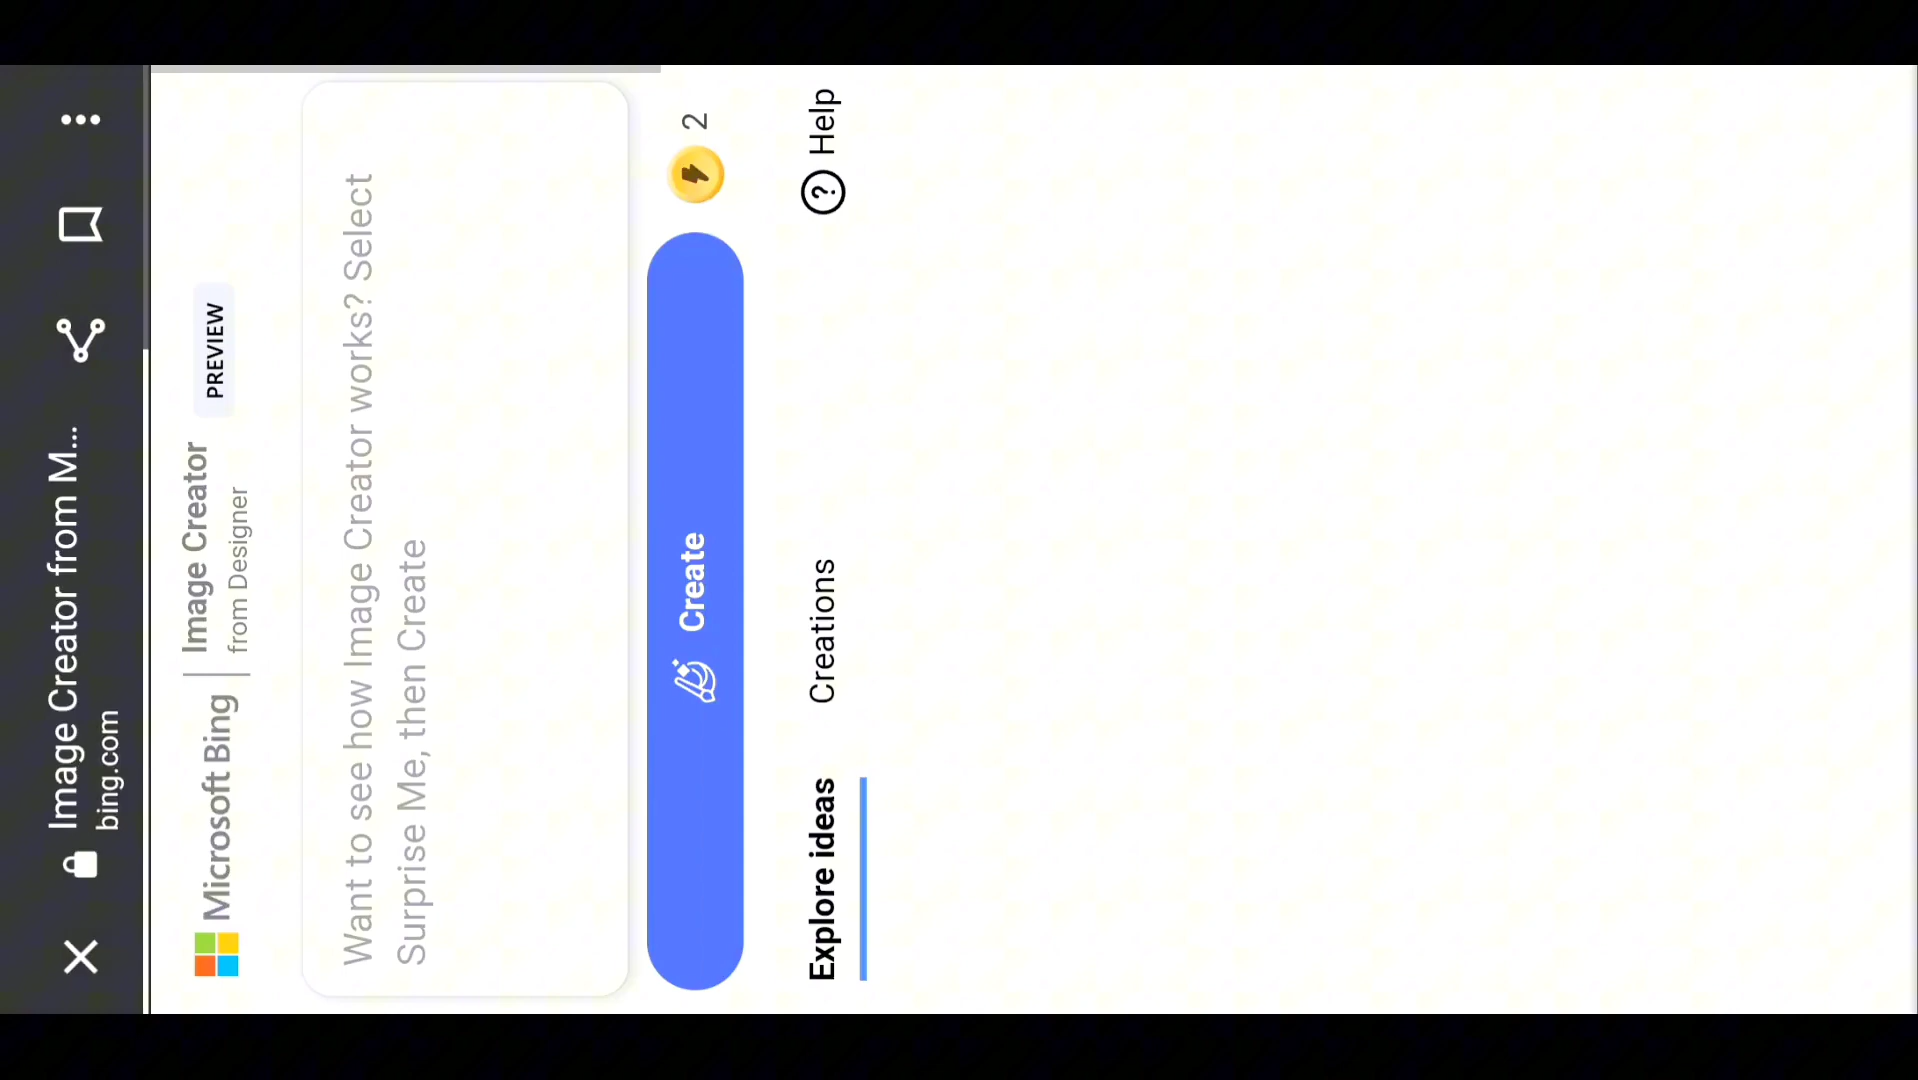 Image Creator from M...
bing.com
Microsoft Bing
Image Creator
from Designer
PREVIEW
Want to see how Image Creator works? Select
Surprise Me, then Create
Create
2
Explore ideas
Creations
Help